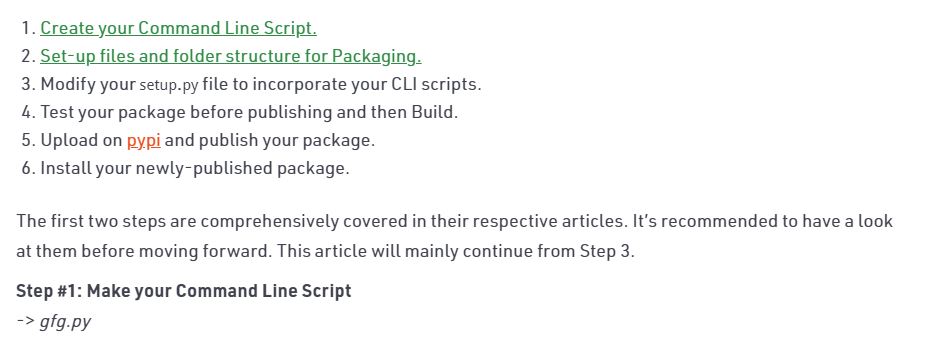 1. Create your Command Line Script.
2. Set-up files and folder structure for Packaging.
3. Modify your setup.py file to incorporate your CLI scripts.
4. Test your package before publishing and then Build.
5. Upload on pypi and publish your package.
6. Install your newly-published package.
The first two steps are comprehensively covered in their respective articles. It’s recommended to have a look
at them before moving forward. This article will mainly continue from Step 3.
Step #1: Make your Command Line Script
-> gfg.py